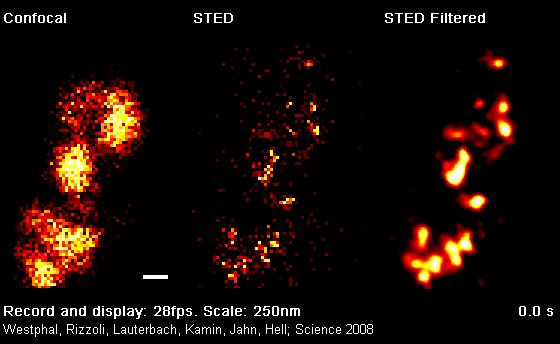 Confocal
STED
STED Filtered
Record and display: 28fps. Scale: 250nm
0.0 s
Westphal, Rizzoli, Lauterbach, Kamin, Jahn, Hell; Science 2008